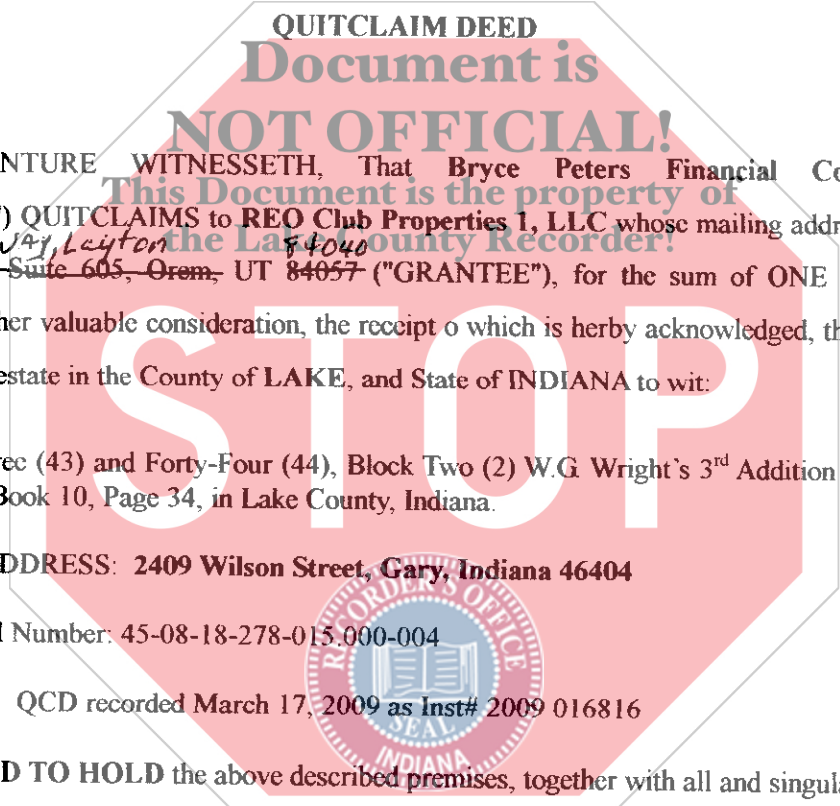 QUITCLAIM DEED
Document is
NOT OFFICIAL!
NTURE WITNESSETH, That Bryce Peters Financial Co
This Document is the property of
') QUITCLAIMS to REO Club Properties 1, LLC whose mailing addr
Layton 84040
the Lake County Recorder!
Suite 605, Orem, UT 84057 ("GRANTEE"), for the sum of ONE
her valuable consideration, the receipt o which is herby acknowledged, th
estate in the County of LAKE, and State of INDIANA to wit:
STOP
ee (43) and Forty-Four (44), Block Two (2) W.G. Wright's 3rd Addition
Book 10, Page 34, in Lake County, Indiana.
DDRESS: 2409 Wilson Street, Gary, Indiana 46404
l Number: 45-08-18-278-015.000-004
RECORDER'S OFFICE
QCD recorded March 17, 2009 as Inst# 2009 016816
SEAL
INDIANA
D TO HOLD the above described premises, together with all and singul